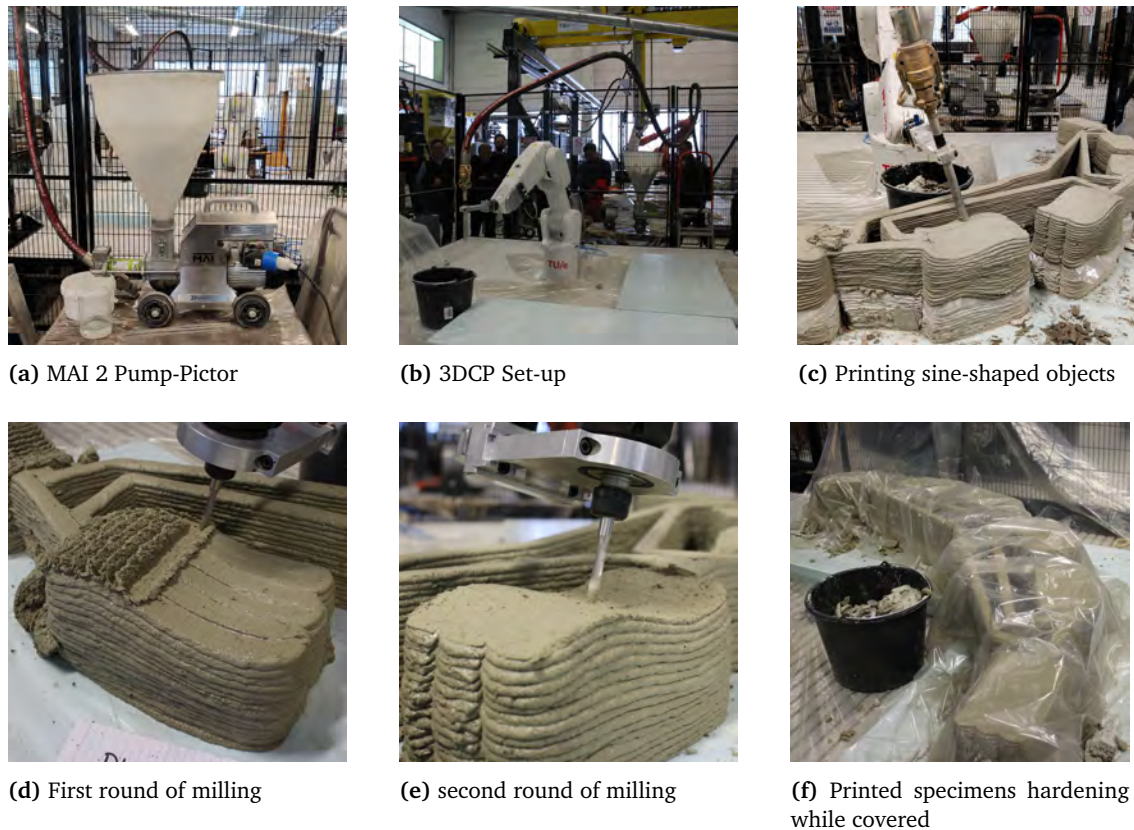 MAI
TU/e
(a) MAI 2 Pump-Pictor
(b) 3DCP Set-up
(c) Printing sine-shaped objects
(d) First round of milling
(e) second round of milling
(f) Printed specimens hardening
while covered